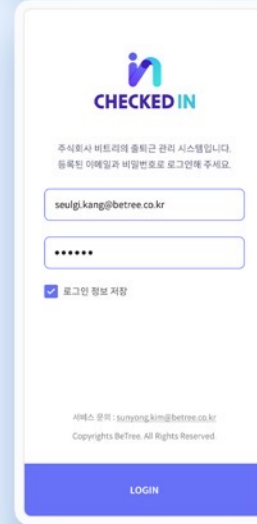 CHECKED IN
주식회사 비트리의 출퇴근 관리 시스템입니다.
등록된 이메일과 비밀번호로 로그인해 주세요.
seulgi.kang@betree.co.kr
••••••
로그인 정보 저장
서비스 문의 : sunyong.kim@betree.co.kr
Copyrights BeTree. All Rights Reserved.
LOGIN